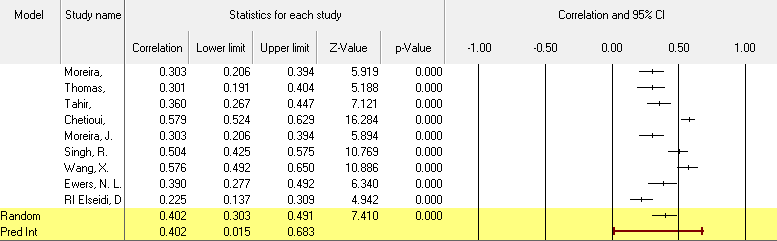 Model Study name Statistics for each study Correlation and 95% CI
Correlation Lower limit Upper limit Z-Value p-Value -1.00 -0.50 0.00 0.50 1.00
Moreira, 0.303 0.206 0.394 5.919 0.000
Thomas, 0.301 0.191 0.404 5.188 0.000
Tahir, 0.360 0.267 0.447 7.121 0.000
Chetioui, 0.579 0.524 0.629 16.284 0.000
Moreira, J. 0.303 0.206 0.394 5.894 0.000
Singh, R. 0.504 0.425 0.575 10.769 0.000
Wang, X. 0.576 0.492 0.650 10.886 0.000
Ewers, N. L. 0.390 0.277 0.492 6.340 0.000
RI Elseidi, D 0.225 0.137 0.309 4.942 0.000
Random 0.402 0.303 0.491 7.410 0.000
Pred Int 0.402 0.015 0.683